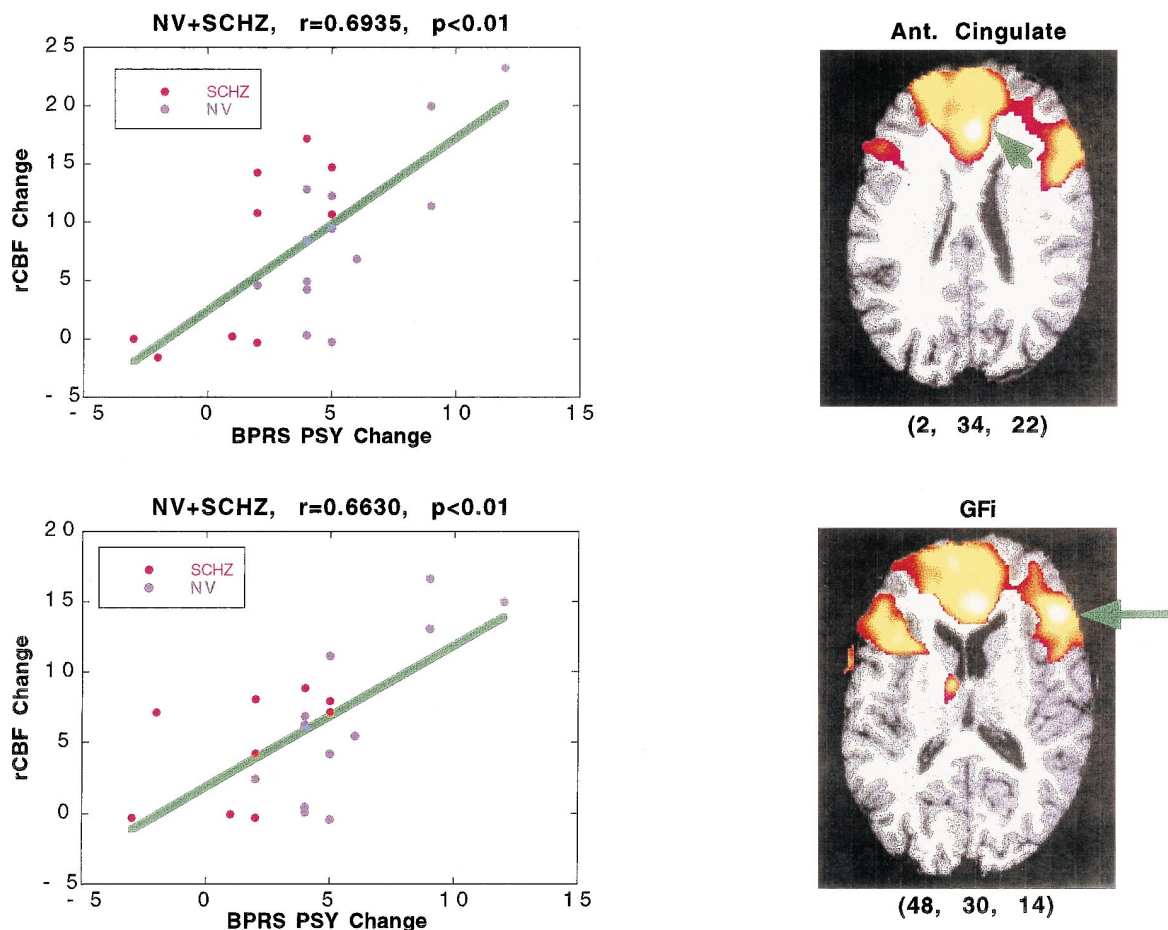 NV+SCHZ, r=0.6935, p<0.01
25
20
15
10
5
0
- 5
rCBF Change
SCHZ
NV
- 5
0
5
10
15
BPRS PSY Change
Ant. Cingulate
(2, 34, 22)
NV+SCHZ, r=0.6630, p<0.01
20
15
10
5
0
- 5
rCBF Change
SCHZ
NV
- 5
0
5
10
15
BPRS PSY Change
GFi
(48, 30, 14)